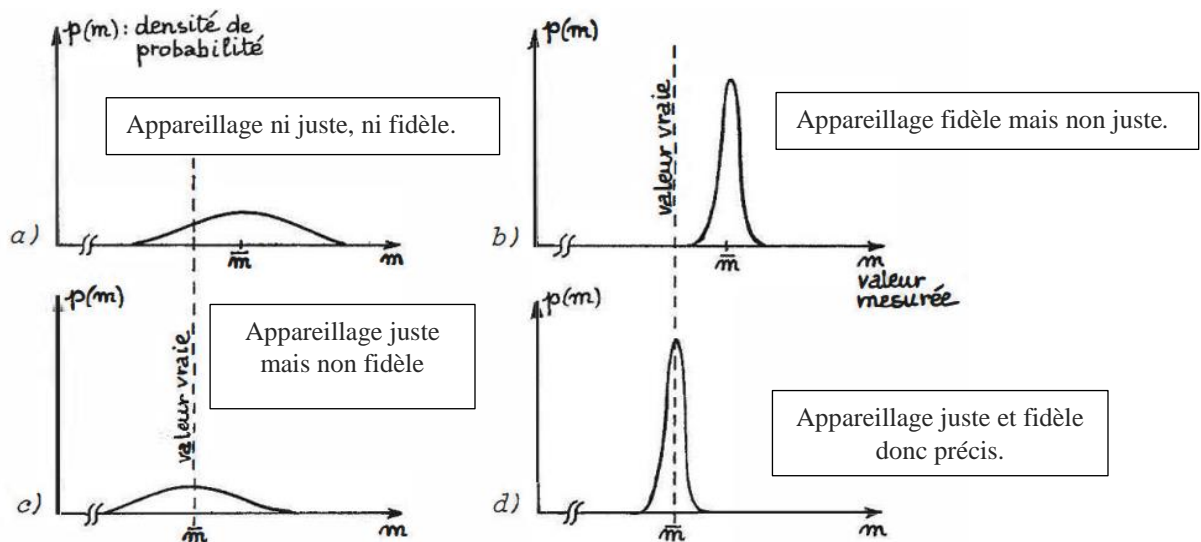 p(m): densité de
probabilité
Appareillage ni juste, ni fidèle.
a)
m̄
m
p(m)
valeur vraie
Appareillage fidèle mais non juste.
b)
m̄
m
valeur
mesurée
p(m)
valeur vraie
Appareillage juste
mais non fidèle
c)
m̄
m
p(m)
Appareillage juste et fidèle
donc précis.
d)
m̄
m